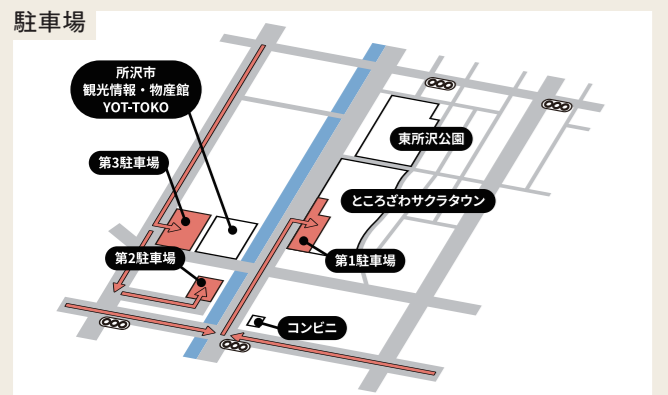 駐車場
所沢市
観光情報・物産館
YOT-TOKO
東所沢公園
第3駐車場
ところざわサクラタウン
第2駐車場
第1駐車場
コンビニ